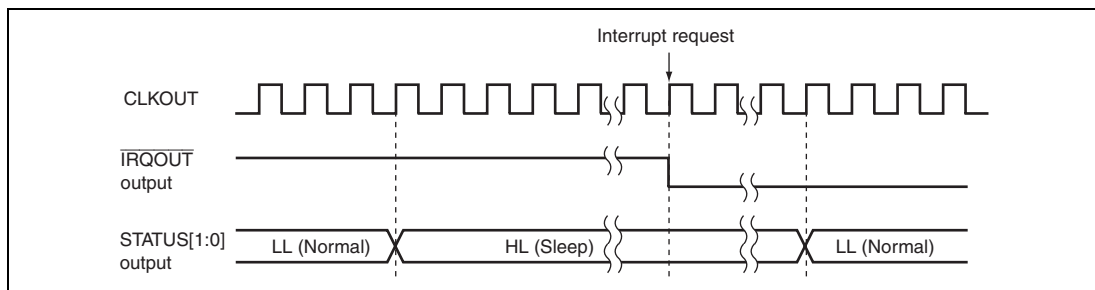 Interrupt request
CLKOUT
IRQOUT
output
STATUS[1:0]
output
LL (Normal)
HL (Sleep)
LL (Normal)